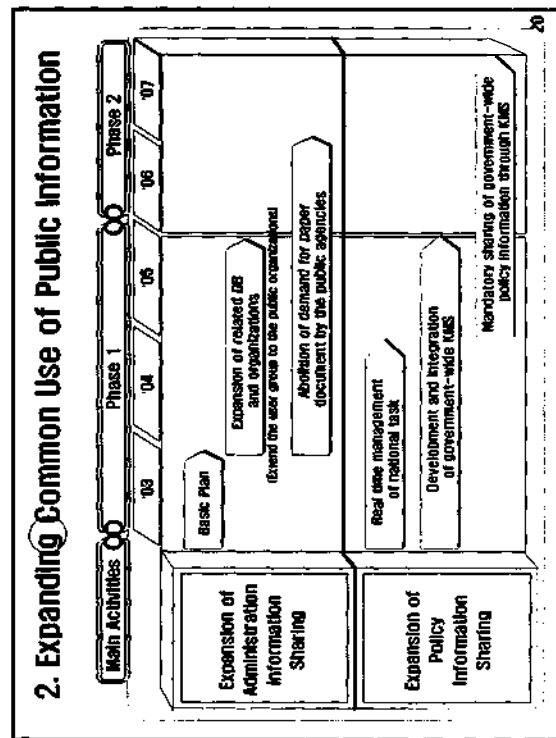 2. Expanding Common Use of Public Information
Main Activities
Phase 1
Phase 2
'03
'04
'05
'06
'07
Expansion of
Administration
Information
Sharing
Basic Plan
Expansion of related DB
and organizations
(Extend the user group to the public organizations)
Abolition of demand for paper
document by the public agencies
Expansion of
Policy
Information
Sharing
Real time management
of national task
Development and integration
of government-wide KMS
Mandatory sharing of government-wide
policy information through KMS
20